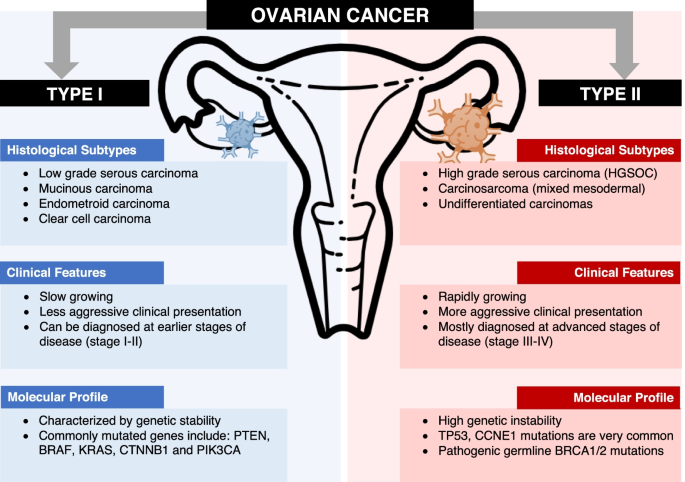 OVARIAN CANCER
TYPE I
Histological Subtypes
• Low grade serous carcinoma
• Mucinous carcinoma
• Endometroid carcinoma
• Clear cell carcinoma
Clinical Features
• Slow growing
• Less aggressive clinical presentation
• Can be diagnosed at earlier stages of
disease (stage I-II)
Molecular Profile
• Characterized by genetic stability
• Commonly mutated genes include: PTEN,
BRAF, KRAS, CTNNB1 and PIK3CA
TYPE II
Histological Subtypes
• High grade serous carcinoma (HGSOC)
• Carcinosarcoma (mixed mesodermal)
• Undifferentiated carcinomas
Clinical Features
• Rapidly growing
• More aggressive clinical presentation
• Mostly diagnosed at advanced stages of
disease (stage III-IV)
Molecular Profile
• High genetic instability
• TP53, CCNE1 mutations are very common
• Pathogenic germline BRCA1/2 mutations